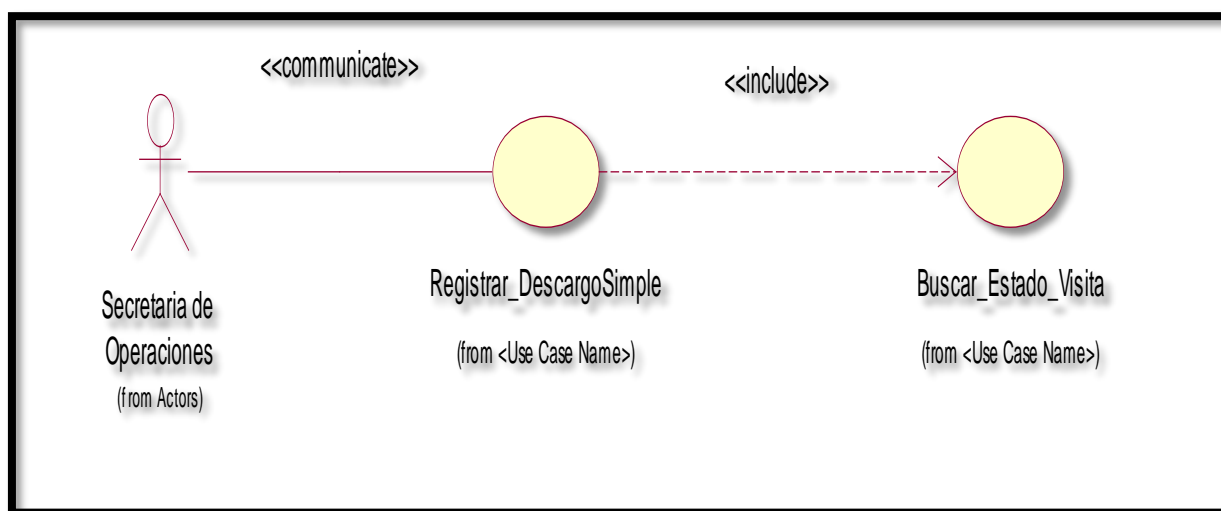 <<communicate>>
<<include>>
Secretaria de
Operaciones
(from Actors)
Registrar_DescargoSimple
(from <Use Case Name>)
Buscar_Estado_Visita
(from <Use Case Name>)